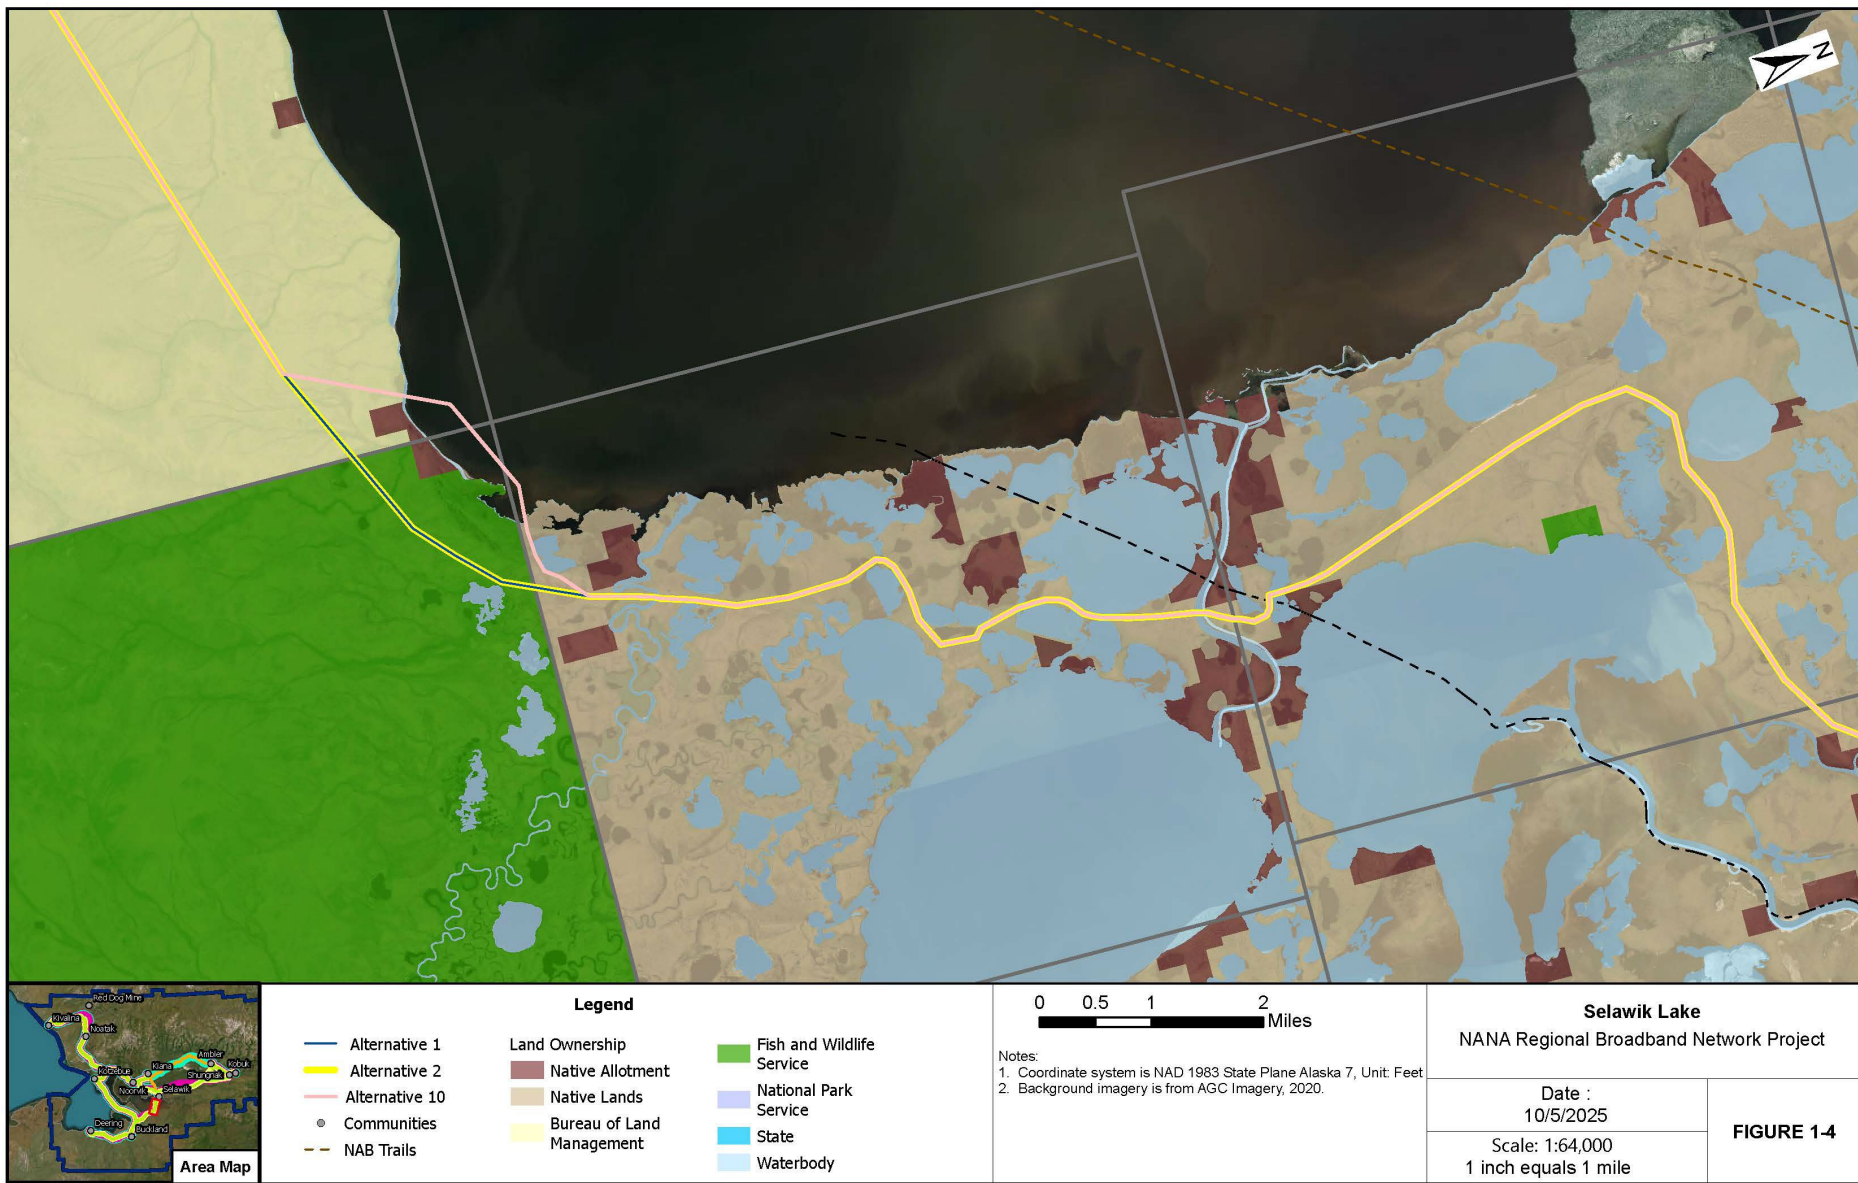 N
Red Dog Mine
Kivalina
Noatak
Kotzebue
Kiana
Ambler
Kobuk
Shungnak
Noorvik
Selawik
Deering
Buckland
Area Map
Legend
Alternative 1
Alternative 2
Alternative 10
Communities
NAB Trails
Land Ownership
Native Allotment
Native Lands
Bureau of Land
Management
Fish and Wildlife
Service
National Park
Service
State
Waterbody
0 0.5 1 2
Miles
Notes:
1. Coordinate system is NAD 1983 State Plane Alaska 7, Unit: Feet
2. Background imagery is from AGC Imagery, 2020.
Selawik Lake
NANA Regional Broadband Network Project
Date :
10/5/2025
Scale: 1:64,000
1 inch equals 1 mile
FIGURE 1-4